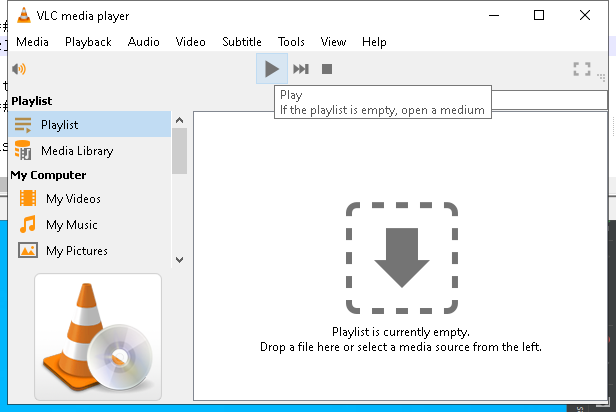 VLC media player
Media Playback Audio Video Subtitle Tools View Help
Play
If the playlist is empty, open a medium
Playlist
Playlist
Media Library
My Computer
My Videos
My Music
My Pictures
Playlist is currently empty.
Drop a file here or select a media source from the left.